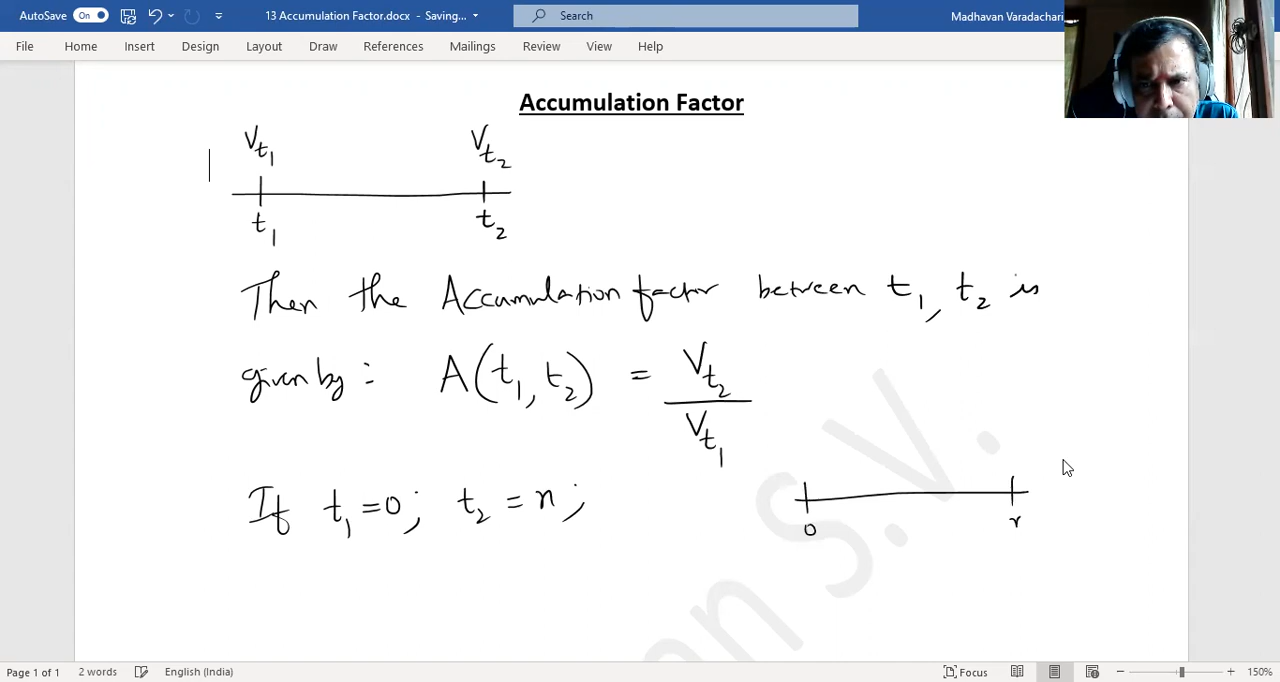 AutoSave On 13 Accumulation Factor.docx - Saving... Search Madhavan Varadachari
File Home Insert Design Layout Draw References Mailings Review View Help
Accumulation Factor
Vt₁ Vt₂
t₁ t₂
Then the Accumulation factor between t₁, t₂ is
given by: A(t₁, t₂) = Vt₂ / Vt₁
If t₁ = 0; t₂ = n;
0 r
an S.V.
Page 1 of 1 2 words English (India) Focus 150%